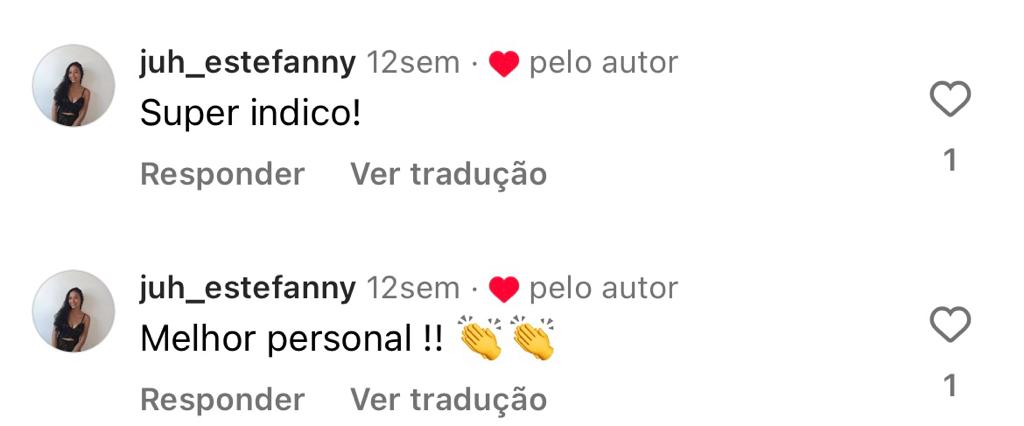 juh_estefanny 12sem · ❤️ pelo autor
Super indico!
1
Responder Ver tradução
juh_estefanny 12sem · ❤️ pelo autor
Melhor personal !! 👏 👏
1
Responder Ver tradução